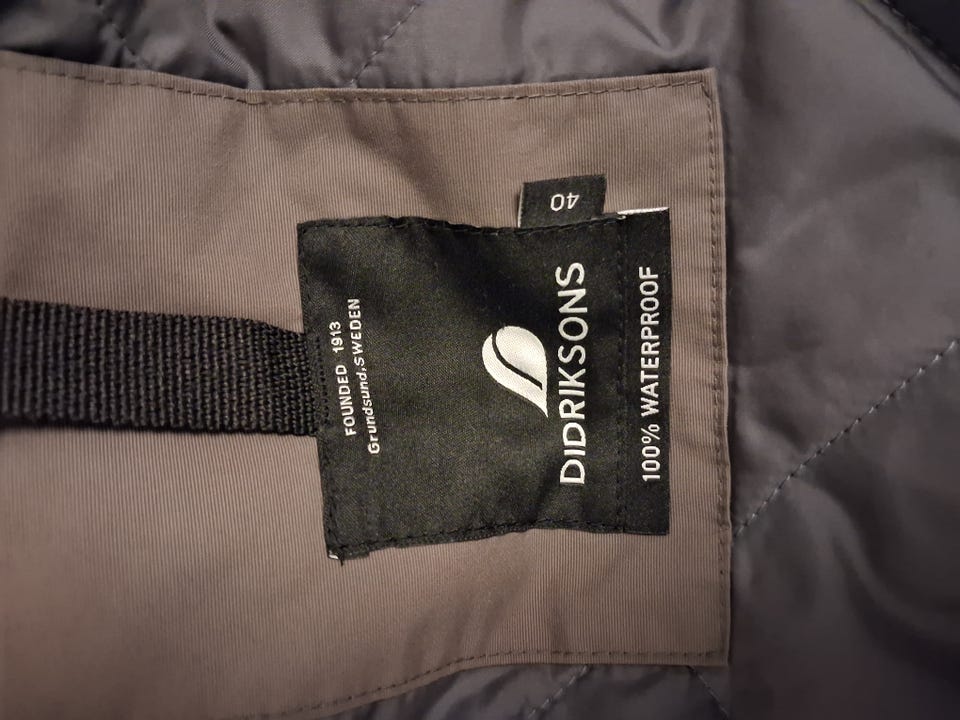 FOUNDED 1913
Grundsund, SWEDEN
DIDRIKSONS
100% WATERPROOF
40